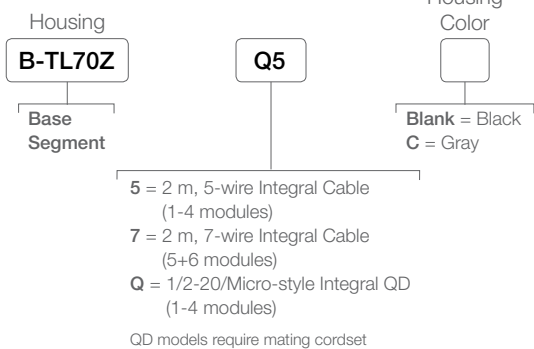 Housing
Housing
Color
B-TL70Z
Q5
Base
Segment
Blank = Black
C = Gray
5 = 2 m, 5-wire Integral Cable
(1-4 modules)
7 = 2 m, 7-wire Integral Cable
(5+6 modules)
Q = 1/2-20/Micro-style Integral QD
(1-4 modules)
QD models require mating cordset